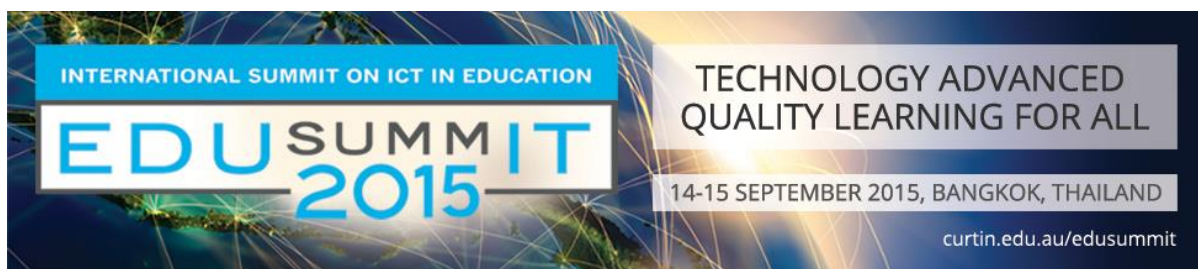 INTERNATIONAL SUMMIT ON ICT IN EDUCATION
EDUSUMMIT
2015
TECHNOLOGY ADVANCED
QUALITY LEARNING FOR ALL
14-15 SEPTEMBER 2015, BANGKOK, THAILAND
curtin.edu.au/edusummit